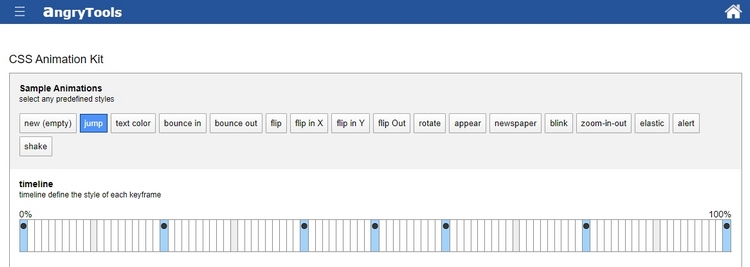 angryTools
CSS Animation Kit
Sample Animations
select any predefined styles
new (empty) jump text color bounce in bounce out flip flip in X flip in Y flip Out rotate appear newspaper blink zoom-in-out elastic alert
shake
timeline
timeline define the style of each keyframe
0% 100%